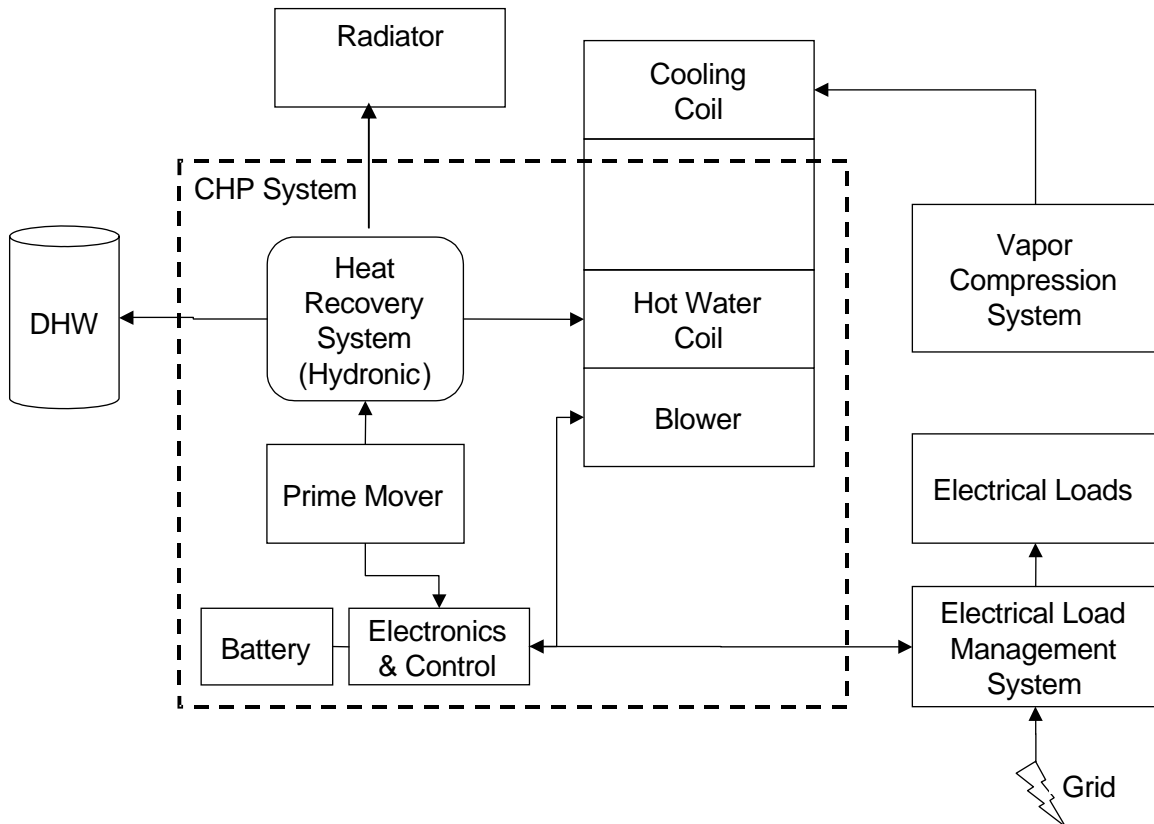 Radiator
Cooling
Coil
CHP System
Vapor
Compression
System
DHW
Heat
Recovery
System
(Hydronic)
Hot Water
Coil
Blower
Prime Mover
Electrical Loads
Battery
Electronics
& Control
Electrical Load
Management
System
Grid